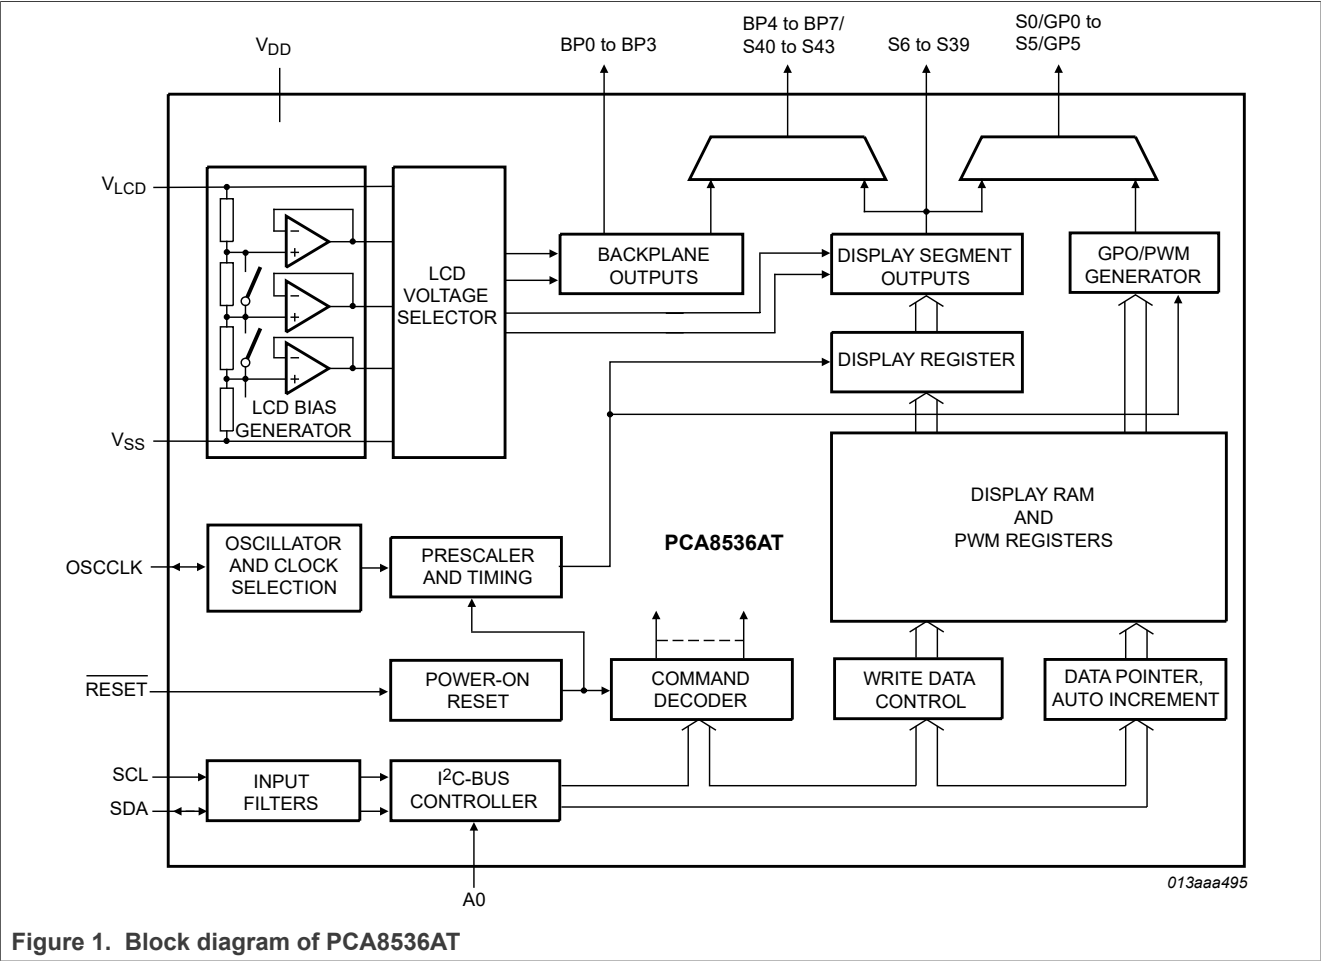 V_DD
BP0 to BP3
BP4 to BP7/
S40 to S43
S6 to S39
S0/GP0 to
S5/GP5
V_LCD
V_SS
LCD BIAS
GENERATOR
LCD
VOLTAGE
SELECTOR
BACKPLANE
OUTPUTS
DISPLAY SEGMENT
OUTPUTS
GPO/PWM
GENERATOR
DISPLAY REGISTER
DISPLAY RAM
AND
PWM REGISTERS
PCA8536AT
OSCCLK
OSCILLATOR
AND CLOCK
SELECTION
PRESCALER
AND TIMING
RESET
POWER-ON
RESET
COMMAND
DECODER
WRITE DATA
CONTROL
DATA POINTER,
AUTO INCREMENT
SCL
SDA
INPUT
FILTERS
I²C-BUS
CONTROLLER
A0
013aaa495
Figure 1. Block diagram of PCA8536AT